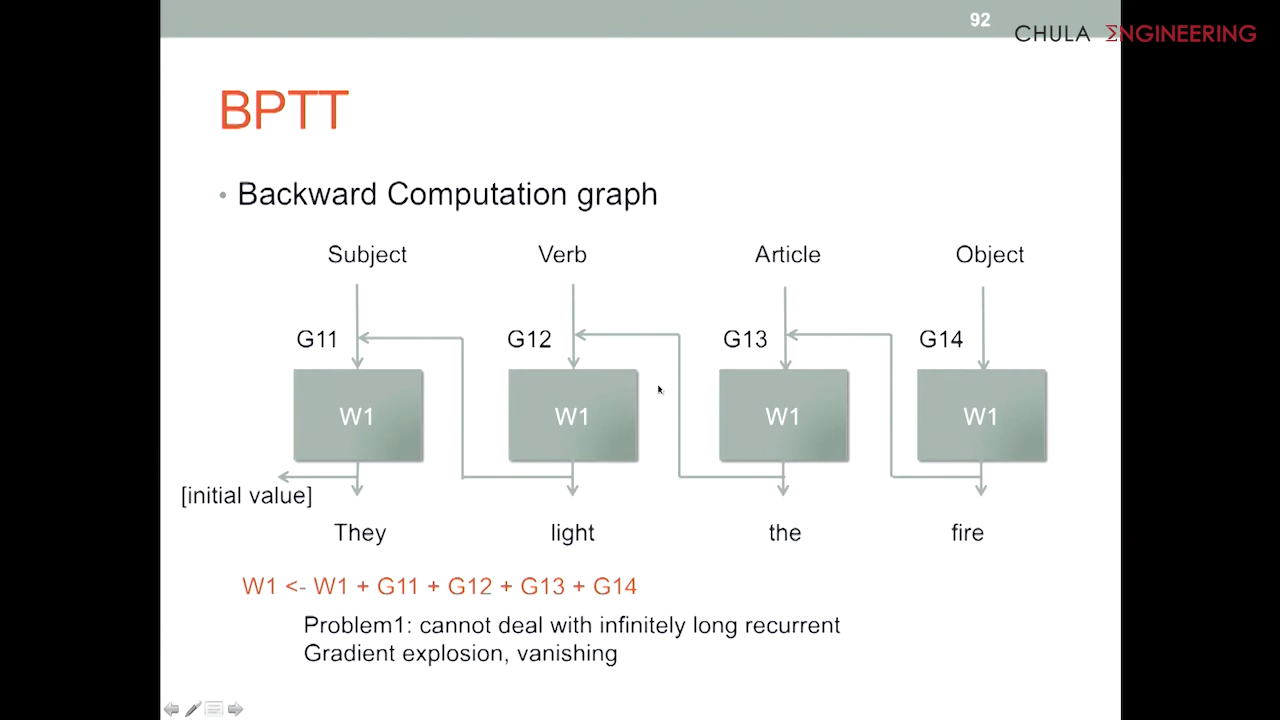 92
CHULA ΣNGINEERING
BPTT
• Backward Computation graph
Subject Verb Article Object
G11 G12 G13 G14
W1 W1 W1 W1
[initial value]
They light the fire
W1 <- W1 + G11 + G12 + G13 + G14
Problem1: cannot deal with infinitely long recurrent
Gradient explosion, vanishing